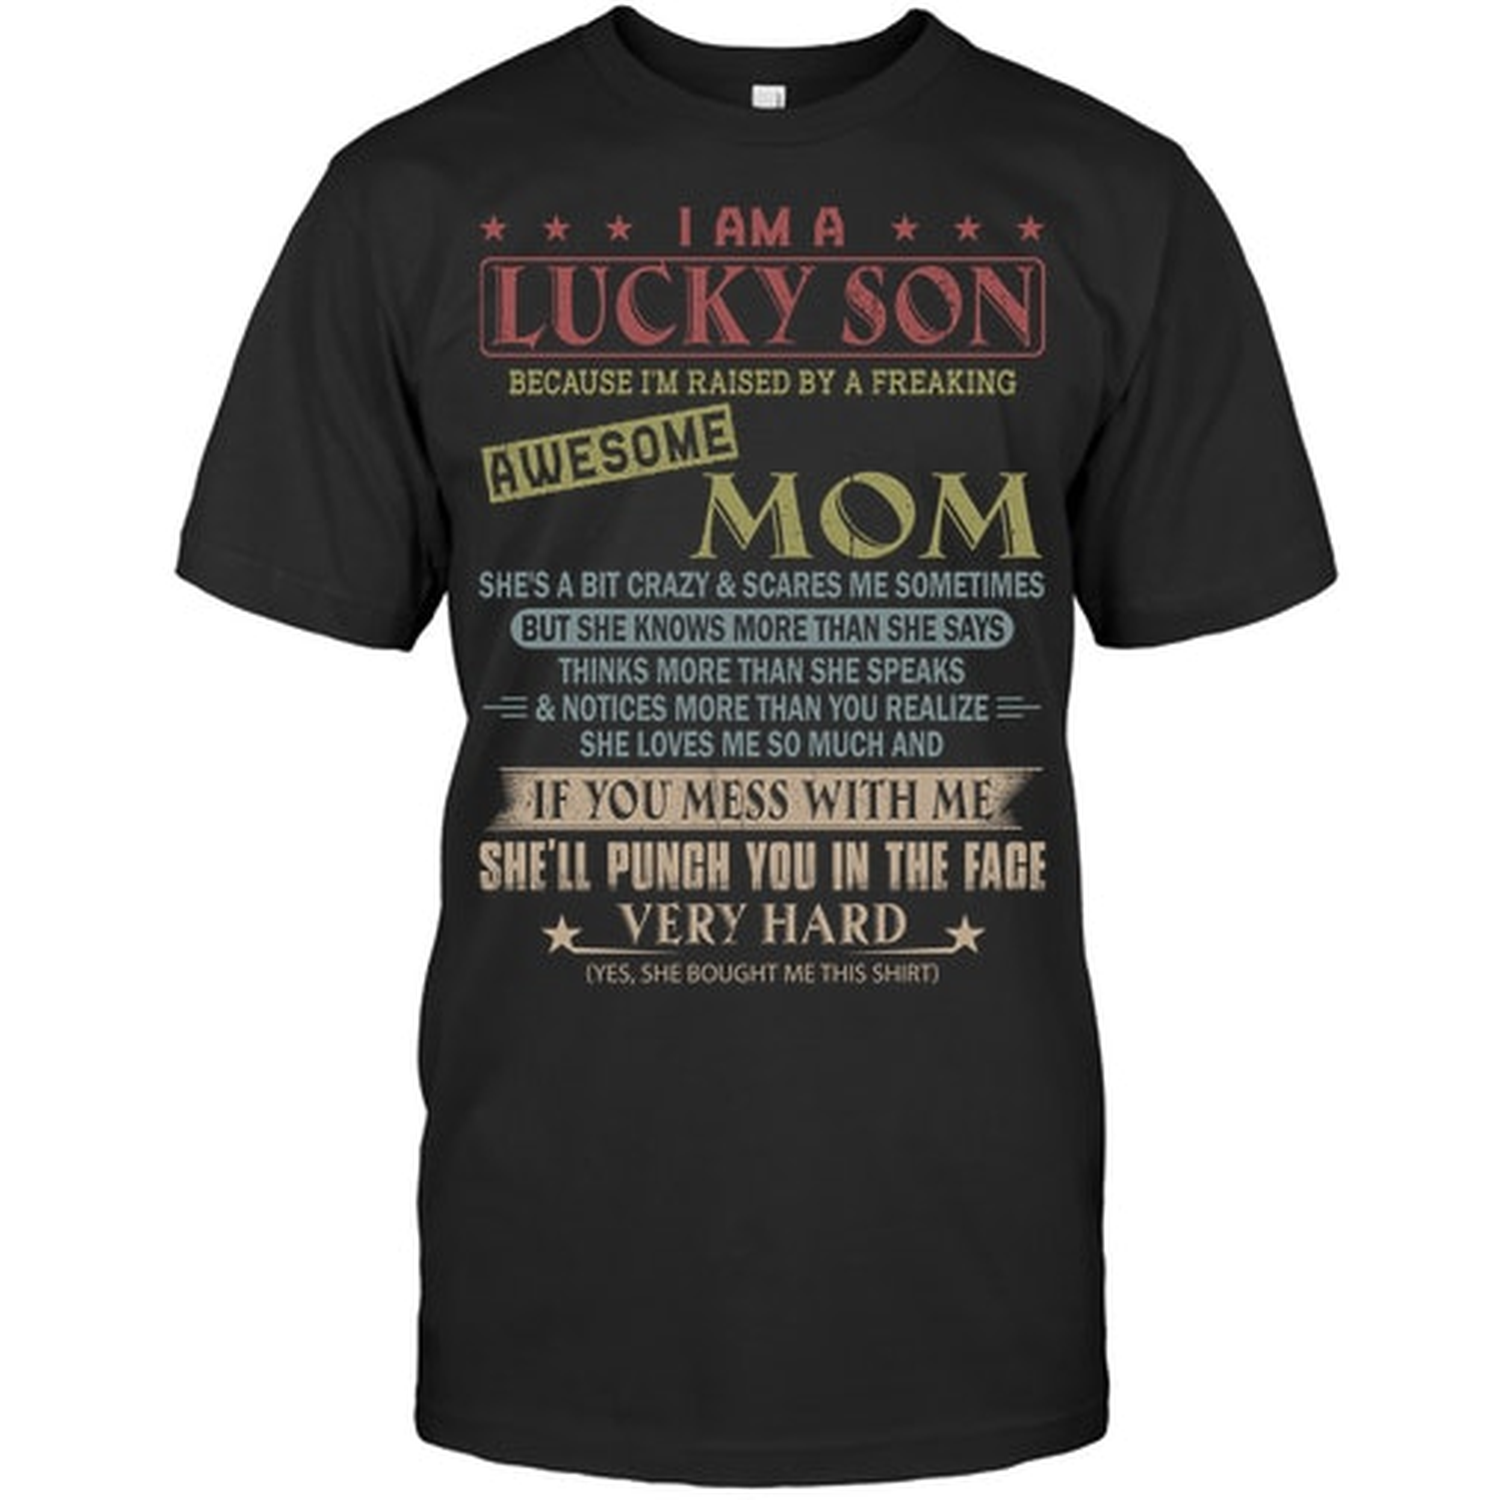 I AM A
LUCKY SON
BECAUSE I'M RAISED BY A FREAKING
AWESOME
MOM
SHE'S A BIT CRAZY & SCARES ME SOMETIMES
BUT SHE KNOWS MORE THAN SHE SAYS
THINKS MORE THAN SHE SPEAKS
& NOTICES MORE THAN YOU REALIZE
SHE LOVES ME SO MUCH AND
IF YOU MESS WITH ME
SHE'LL PUNCH YOU IN THE FACE
VERY HARD
(YES, SHE BOUGHT ME THIS SHIRT)